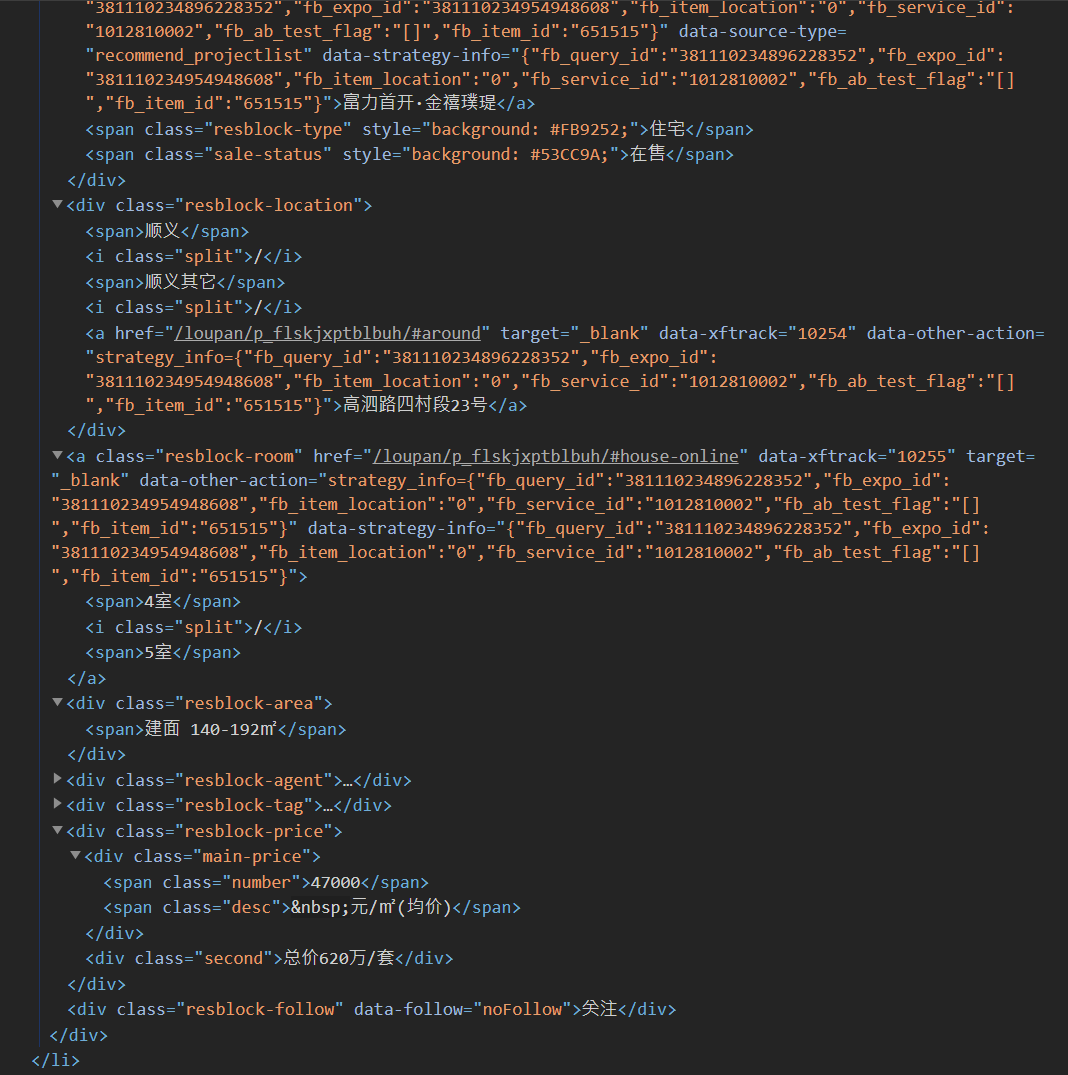 "381110234896228352","fb_expo_id":"381110234954948608","fb_item_location":"0","fb_service_id":
"1012810002","fb_ab_test_flag":"[]","fb_item_id":"651515"}" data-source-type=
"recommend_projectlist" data-strategy-info="{"fb_query_id":"381110234896228352","fb_expo_id":
"381110234954948608","fb_item_location":"0","fb_service_id":"1012810002","fb_ab_test_flag":"[]
","fb_item_id":"651515"}">富力首开·金禧璞瑅</a>
<span class="resblock-type" style="background: #FB9252;">住宅</span>
<span class="sale-status" style="background: #53CC9A;">在售</span>
</div>
<div class="resblock-location">
<span>顺义</span>
<i class="split">/</i>
<span>顺义其它</span>
<i class="split">/</i>
<a href="/loupan/p_flskjxptblbuh/#around" target="_blank" data-xftrack="10254" data-other-action=
"strategy_info={"fb_query_id":"381110234896228352","fb_expo_id":
"381110234954948608","fb_item_location":"0","fb_service_id":"1012810002","fb_ab_test_flag":"[]
","fb_item_id":"651515"}">高泗路四村段23号</a>
</div>
<a class="resblock-room" href="/loupan/p_flskjxptblbuh/#house-online" data-xftrack="10255" target=
"_blank" data-other-action="strategy_info={"fb_query_id":"381110234896228352","fb_expo_id":
"381110234954948608","fb_item_location":"0","fb_service_id":"1012810002","fb_ab_test_flag":"[]
","fb_item_id":"651515"}" data-strategy-info="{"fb_query_id":"381110234896228352","fb_expo_id":
"381110234954948608","fb_item_location":"0","fb_service_id":"1012810002","fb_ab_test_flag":"[]
","fb_item_id":"651515"}">
<span>4室</span>
<i class="split">/</i>
<span>5室</span>
</a>
<div class="resblock-area">
<span>建面 140-192㎡</span>
</div>
<div class="resblock-agent">…</div>
<div class="resblock-tag">…</div>
<div class="resblock-price">
<div class="main-price">
<span class="number">47000</span>
<span class="desc">&nbsp;元/㎡(均价)</span>
</div>
<div class="second">总价620万/套</div>
</div>
<div class="resblock-follow" data-follow="noFollow">关注</div>
</div>
</li>